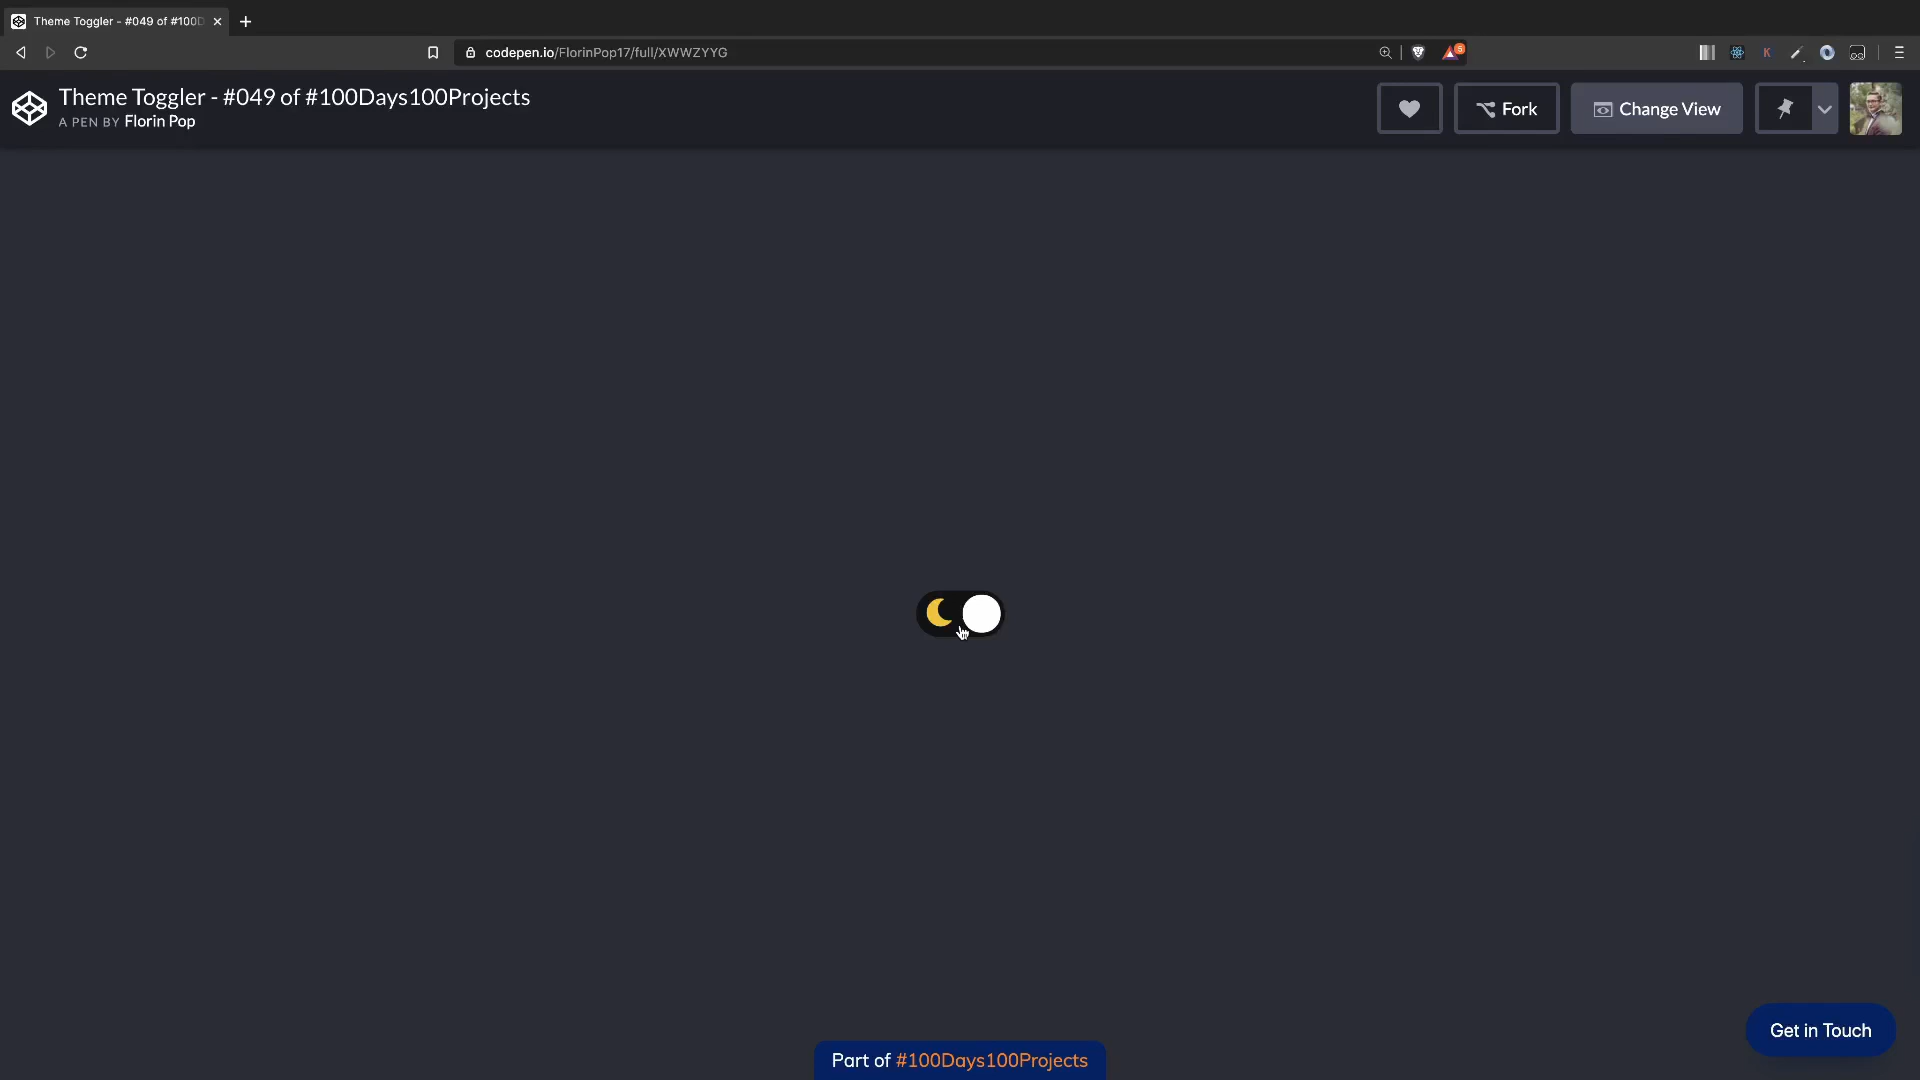 Theme Toggler - #049 of #100D
codepen.io/FlorinPop17/full/XWWZYYG
5
K
Theme Toggler - #049 of #100Days100Projects
A PEN BY Florin Pop
Fork
Change View
Part of #100Days100Projects
Get in Touch